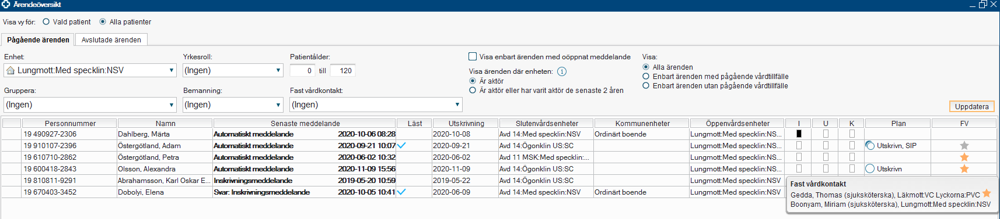 Ärendeöversikt
Visa vy för: Vald patient Alla patienter
Pågående ärenden Avslutade ärenden
Enhet: Yrkesroll: Patientålder:
Lungmott:Med specklin:NSV (Ingen) 0 till 120
Gruppera: Bemanning: Fast vårdkontakt:
(Ingen) (Ingen) (Ingen)
Visa enbart ärenden med oöppnat meddelande
Visa ärenden där enheten: i
Är aktör
Är aktör eller har varit aktör de senaste 2 åren
Visa:
Alla ärenden
Enbart ärenden med pågående vårdtillfälle
Enbart ärenden utan pågående vårdtillfälle
Uppdatera
Personnummer Namn Senaste meddelande Läst Utskrivning Slutenvårdsenheter Kommunenheter Öppenvårdsenheter I U K Plan FV
19 490927-2306 Dahlberg, Märta Automatiskt meddelande 2020-10-06 08:28 2020-10-08 Avd 14:Med specklin:NSV Ordinärt boende Lungmott:Med specklin:NS...
19 910107-2396 Östergötland, Adam Automatiskt meddelande 2020-09-21 10:07 2020-09-21 Avd 14:Ögonklin US:SC Lungmott:Med specklin:NS... Utskrivn, SIP
19 610710-2862 Östergötland, Petra Automatiskt meddelande 2020-06-02 10:32 2020-06-02 Avd 11 MSK:Med specklin:... Lungmott:Med specklin:NS...
19 600418-2843 Olsson, Alexandra Automatiskt meddelande 2020-11-09 15:56 2020-11-09 Avd 14:Ögonklin US:SC Lungmott:Med specklin:NS... Utskrivn
19 810811-9291 Abrahamsson, Karl Oskar E... Inskrivningsmeddelande 2019-05-20 10:59 2019-05-22 Avd 14:Ögonklin US:SC Lungmott:Med specklin:NSV
19 670403-3452 Dobolyi, Elena Svar: Inskrivningsmeddelande 2020-10-05 10:41 2020-06-09 Avd 14:Med specklin:NSV Ordinärt boende Lungmott:Med specklin:NSV
Fast vårdkontakt
Gedda, Thomas (sjuksköterska), Läkmott:VC Lyckorna:PVC
Boonyam, Miriam (sjuksköterska), Lungmott:Med specklin:NSV